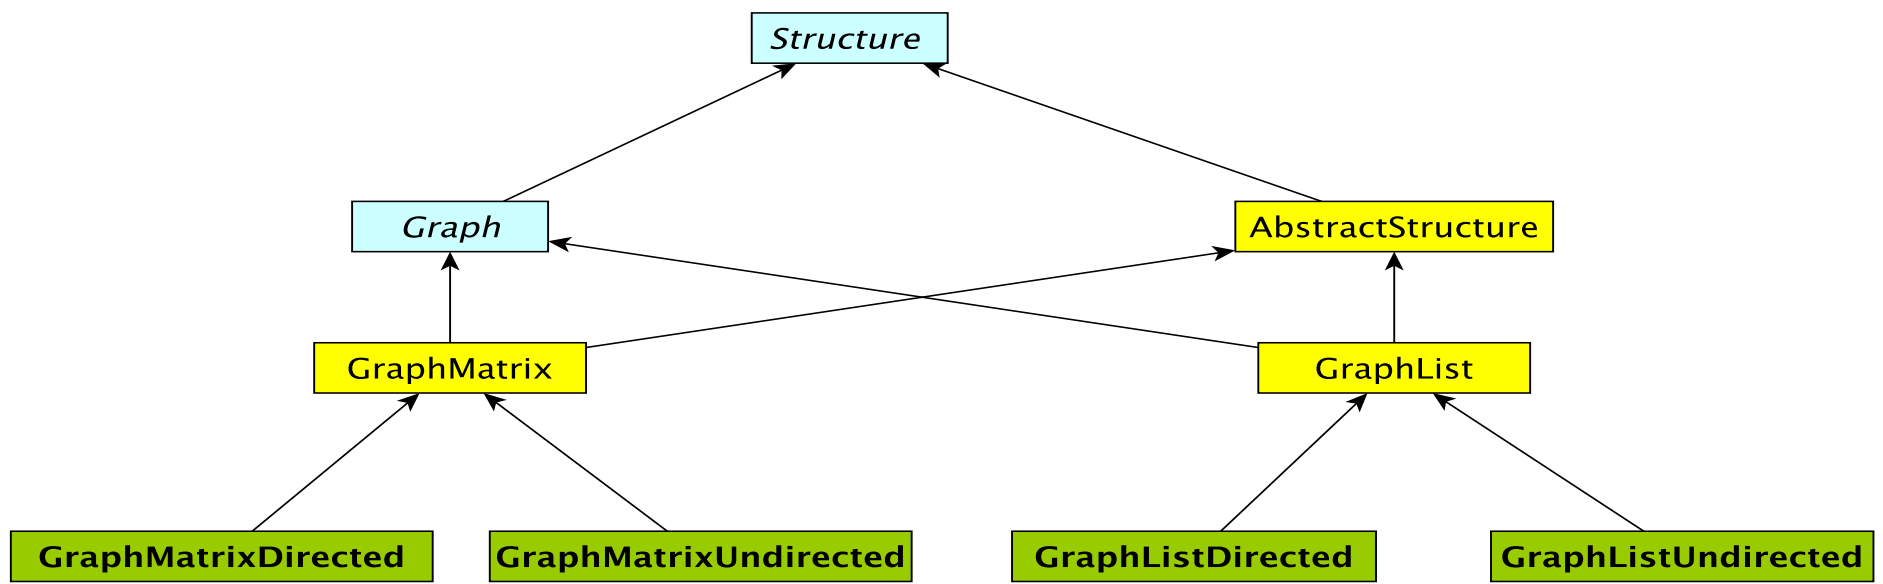 Structure
Graph
AbstractStructure
GraphMatrix
GraphList
GraphMatrixDirected
GraphMatrixUndirected
GraphListDirected
GraphListUndirected